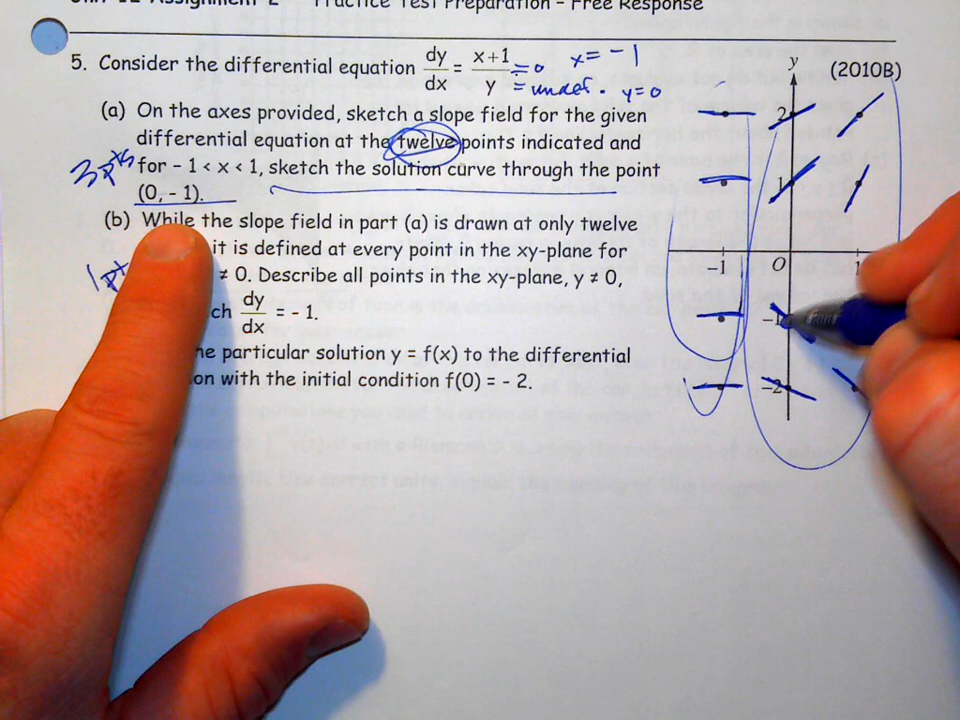 Practice Test Preparation – Free Response
5. Consider the differential equation dy/dx = x+1/y = 0 x = -1
= undef. y=0
(2010B)
(a) On the axes provided, sketch a slope field for the given
differential equation at the twelve points indicated and
3pts for - 1 < x < 1, sketch the solution curve through the point
(0, - 1).
(b) While the slope field in part (a) is drawn at only twelve
it is defined at every point in the xy-plane for
1pt ≠ 0. Describe all points in the xy-plane, y ≠ 0,
dy/dx = - 1.
particular solution y = f(x) to the differential
with the initial condition f(0) = - 2.
y
2
1
-1 O 1
-1
-2